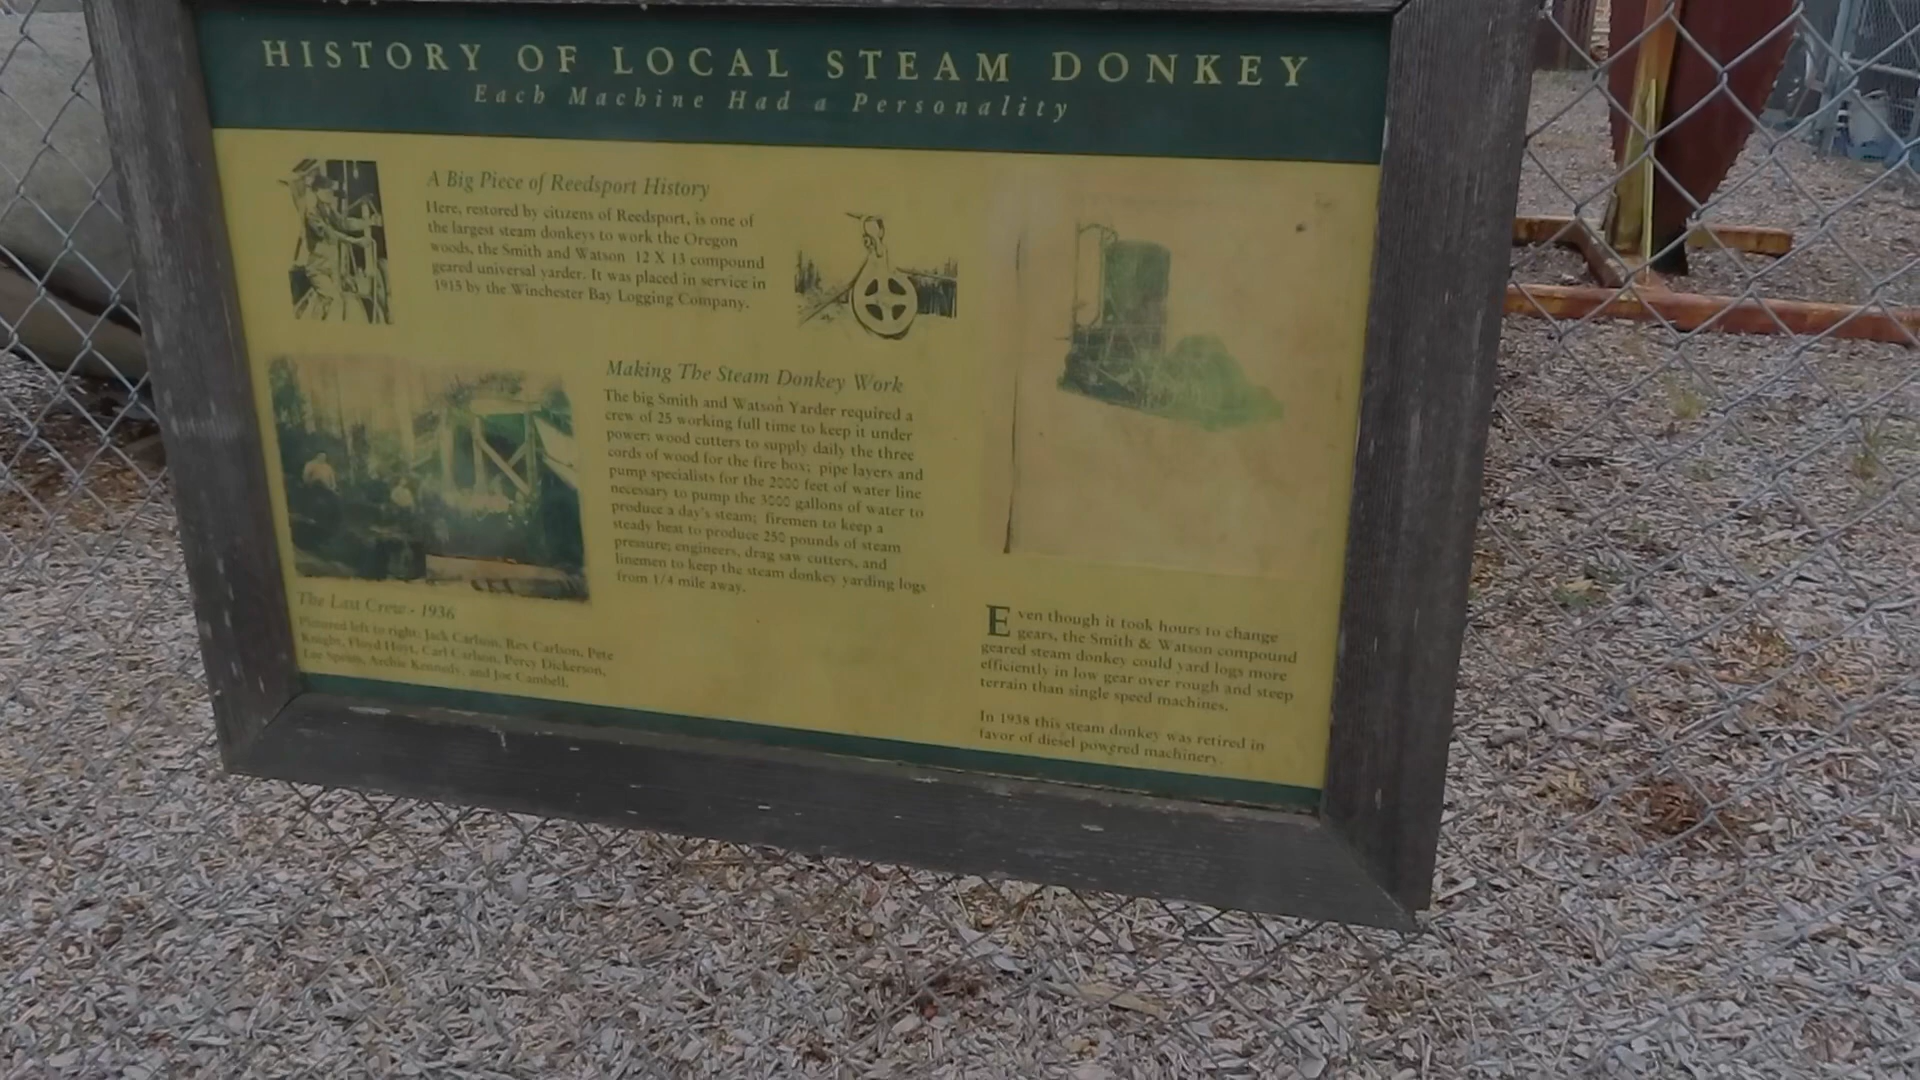 HISTORY OF LOCAL STEAM DONKEY
Each Machine Had a Personality
A Big Piece of Reedsport History
Here, restored by citizens of Reedsport, is one of
the largest steam donkeys to work the Oregon
woods, the Smith and Watson 12 X 13 compound
geared universal yarder. It was placed in service in
1913 by the Winchester Bay Logging Company.
Making The Steam Donkey Work
The big Smith and Watson Yarder required a
crew of 25 working full time to keep it under
power: wood cutters to supply daily the three
cords of wood for the fire box; pipe layers and
pump specialists for the 2000 feet of water line
necessary to pump the 3000 gallons of water to
produce a day's steam; firemen to keep a
steady heat to produce 250 pounds of steam
pressure; engineers, drag saw cutters, and
linemen to keep the steam donkey yarding logs
from 1/4 mile away.
The Last Crew - 1936
Pictured left to right: Jack Carlson, Rex Carlson, Pete
Knight, Floyd Hoyt, Carl Carlson, Percy Dickerson,
Lee Spears, Archie Kennedy, and Joe Cambell.
Even though it took hours to change
gears, the Smith & Watson compound
geared steam donkey could yard logs more
efficiently in low gear over rough and steep
terrain than single speed machines.
In 1938 this steam donkey was retired in
favor of diesel powered machinery.